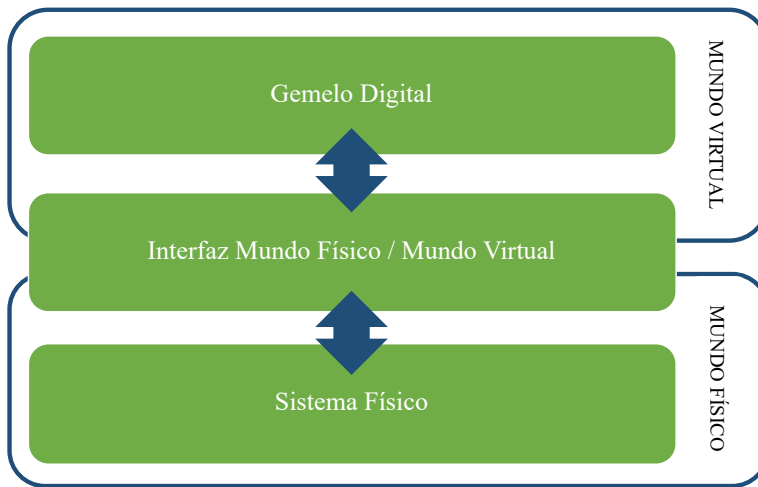 Gemelo Digital
MUNDO VIRTUAL
Interfaz Mundo Físico / Mundo Virtual
Sistema Físico
MUNDO FÍSICO